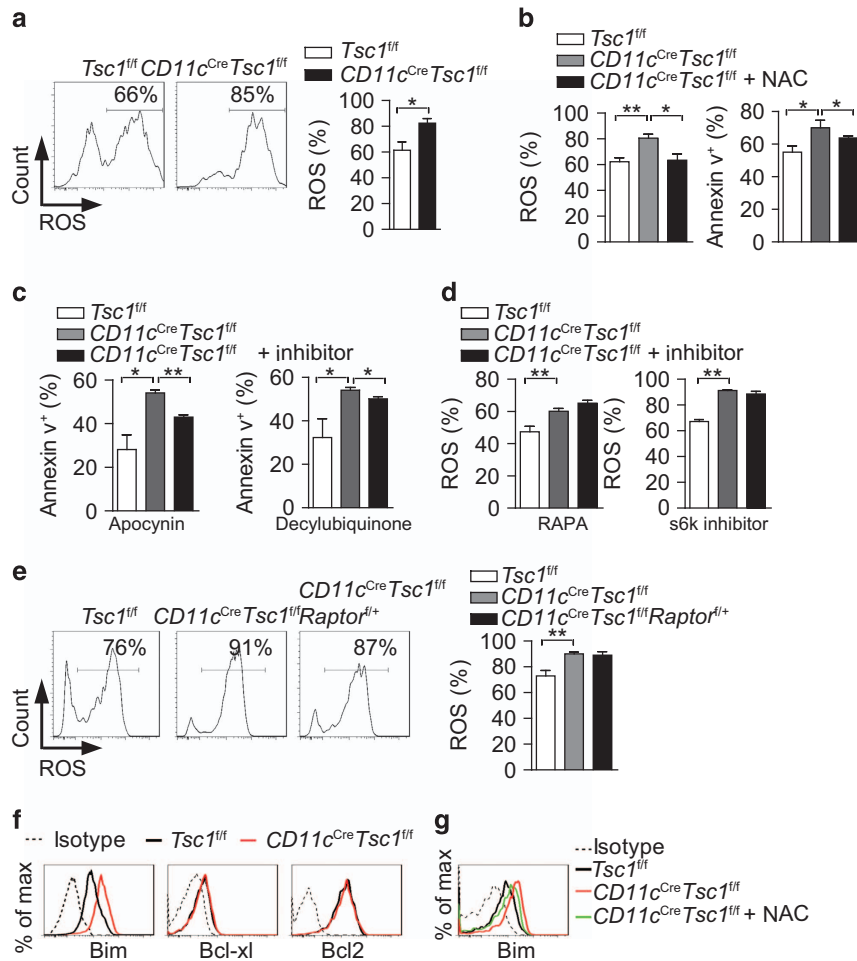 a
Tsc1f/f CD11cCreTsc1f/f
66%
85%
Count
ROS
Tsc1f/f
CD11cCreTsc1f/f
*
ROS (%)
100
80
60
40
20
0
b
Tsc1f/f
CD11cCreTsc1f/f
CD11cCreTsc1f/f + NAC
** *
ROS (%)
100
80
60
40
20
0
* *
Annexin v+ (%)
80
60
40
20
0
c
Tsc1f/f
CD11cCreTsc1f/f
CD11cCreTsc1f/f + inhibitor
* **
Annexin v+ (%)
60
40
20
0
Apocynin
* *
Annexin v+ (%)
60
40
20
0
Decylubiquinone
d
Tsc1f/f
CD11cCreTsc1f/f
CD11cCreTsc1f/f + inhibitor
**
ROS (%)
80
60
40
20
0
RAPA
**
ROS (%)
100
80
60
40
20
0
s6k inhibitor
e
CD11cCreTsc1f/f
Tsc1f/f CD11cCreTsc1f/f Raptorf/+
76%
91%
87%
Count
ROS
Tsc1f/f
CD11cCreTsc1f/f
CD11cCreTsc1f/fRaptorf/+
**
ROS (%)
100
80
60
40
20
0
f
Isotype Tsc1f/f CD11cCreTsc1f/f
% of max
Bim
Bcl-xl
Bcl2
g
Isotype
Tsc1f/f
CD11cCreTsc1f/f
CD11cCreTsc1f/f + NAC
% of max
Bim